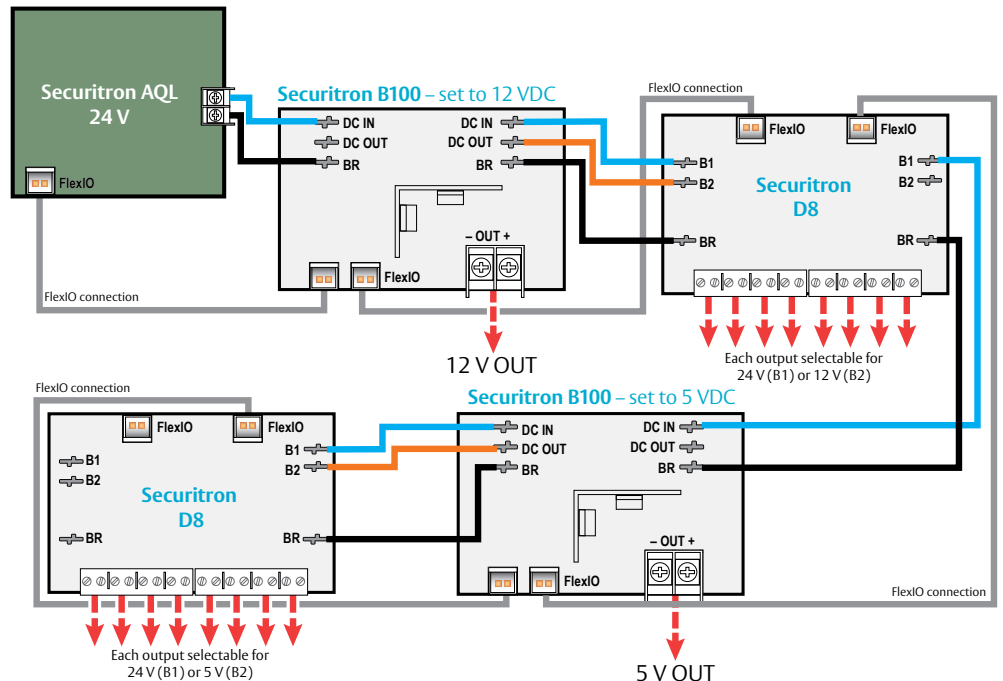 Securitron AQL
24 V
FlexIO
FlexIO connection
Securitron B100 – set to 12 VDC
DC IN
DC OUT
BR
DC IN
DC OUT
BR
– OUT +
FlexIO
12 V OUT
FlexIO connection
FlexIO
FlexIO
B1
B2
BR
Securitron
D8
B1
B2
BR
Each output selectable for
24 V (B1) or 12 V (B2)
FlexIO connection
FlexIO
FlexIO
B1
B2
BR
Securitron
D8
B1
B2
BR
Each output selectable for
24 V (B1) or 5 V (B2)
Securitron B100 – set to 5 VDC
DC IN
DC OUT
BR
DC IN
DC OUT
BR
– OUT +
FlexIO
5 V OUT
FlexIO connection